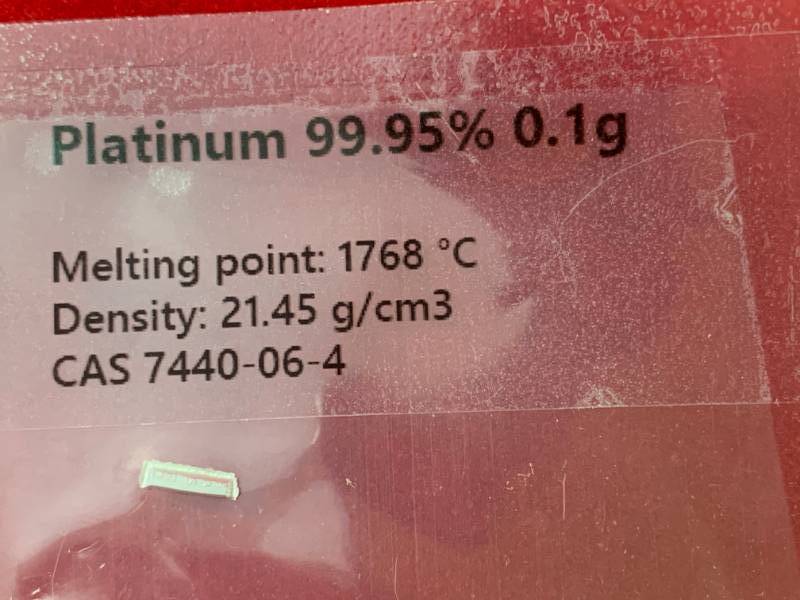 Platinum 99.95% 0.1g
Melting point: 1768 °C
Density: 21.45 g/cm3
CAS 7440-06-4